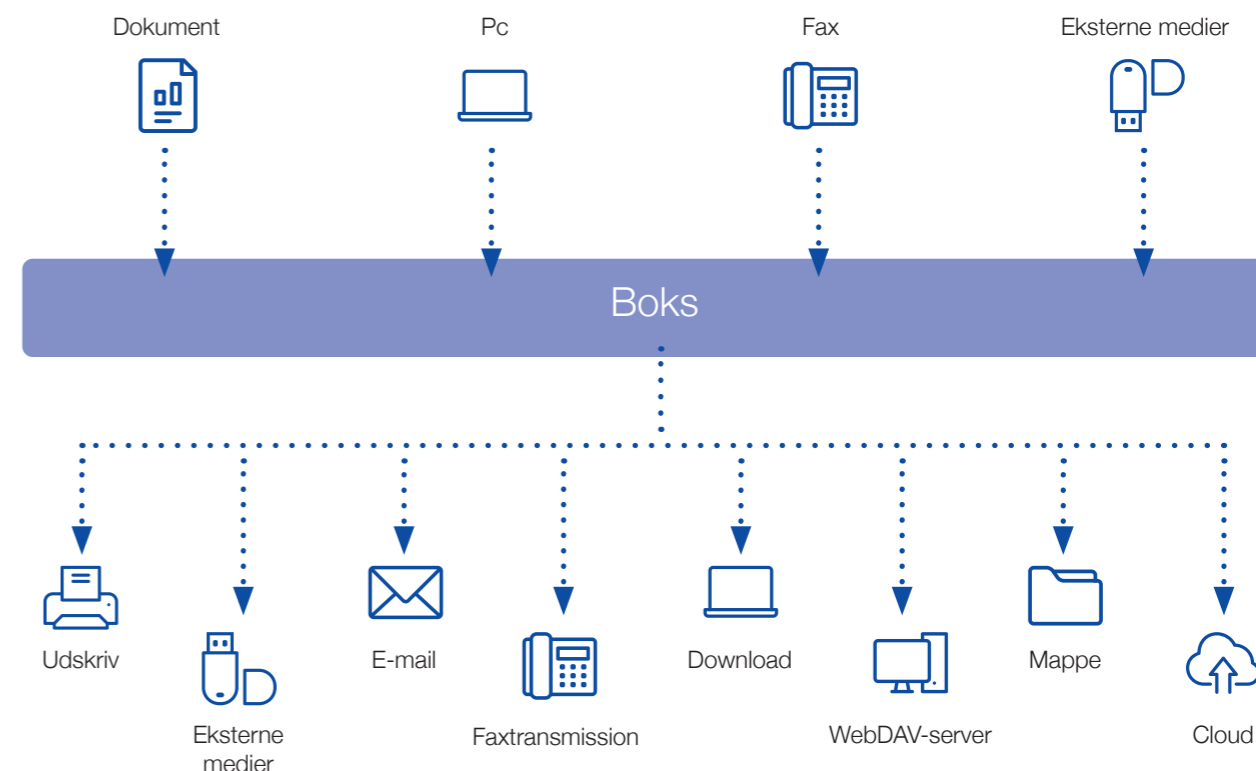 Dokument
Pc
Fax
Eksterne medier
Boks
Udskriv
E-mail
Download
Mappe
Eksterne
medier
Faxtransmission
WebDAV-server
Cloud